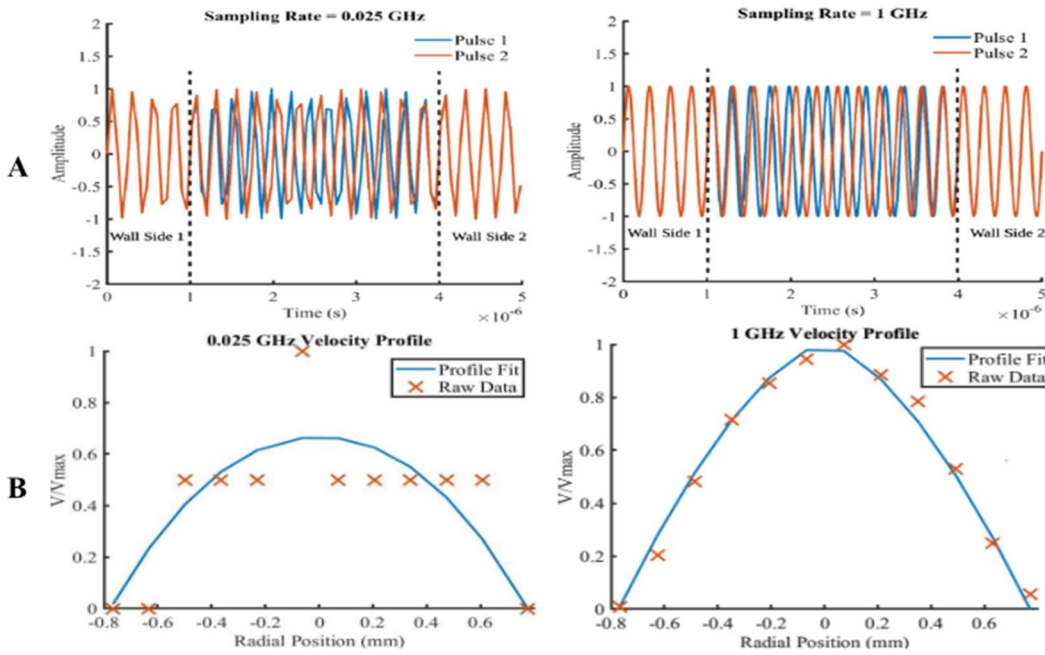 Sampling Rate = 0.025 GHz
Pulse 1
Pulse 2
2
1.5
1
0.5
0
-0.5
-1
-1.5
-2
Amplitude
Wall Side 1
Wall Side 2
0
1
2
3
4
5
Time (s)
×10⁻⁶
Sampling Rate = 1 GHz
Pulse 1
Pulse 2
2
1.5
1
0.5
0
-0.5
-1
-1.5
-2
Amplitude
Wall Side 1
Wall Side 2
0
1
2
3
4
5
Time (s)
×10⁻⁶
A
0.025 GHz Velocity Profile
Profile Fit
Raw Data
1
0.8
0.6
0.4
0.2
0
V/Vmax
-0.8
-0.6
-0.4
-0.2
0
0.2
0.4
0.6
Radial Position (mm)
1 GHz Velocity Profile
Profile Fit
Raw Data
1
0.8
0.6
0.4
0.2
0
V/Vmax
-0.8
-0.6
-0.4
-0.2
0
0.2
0.4
0.6
Radial Position (mm)
B